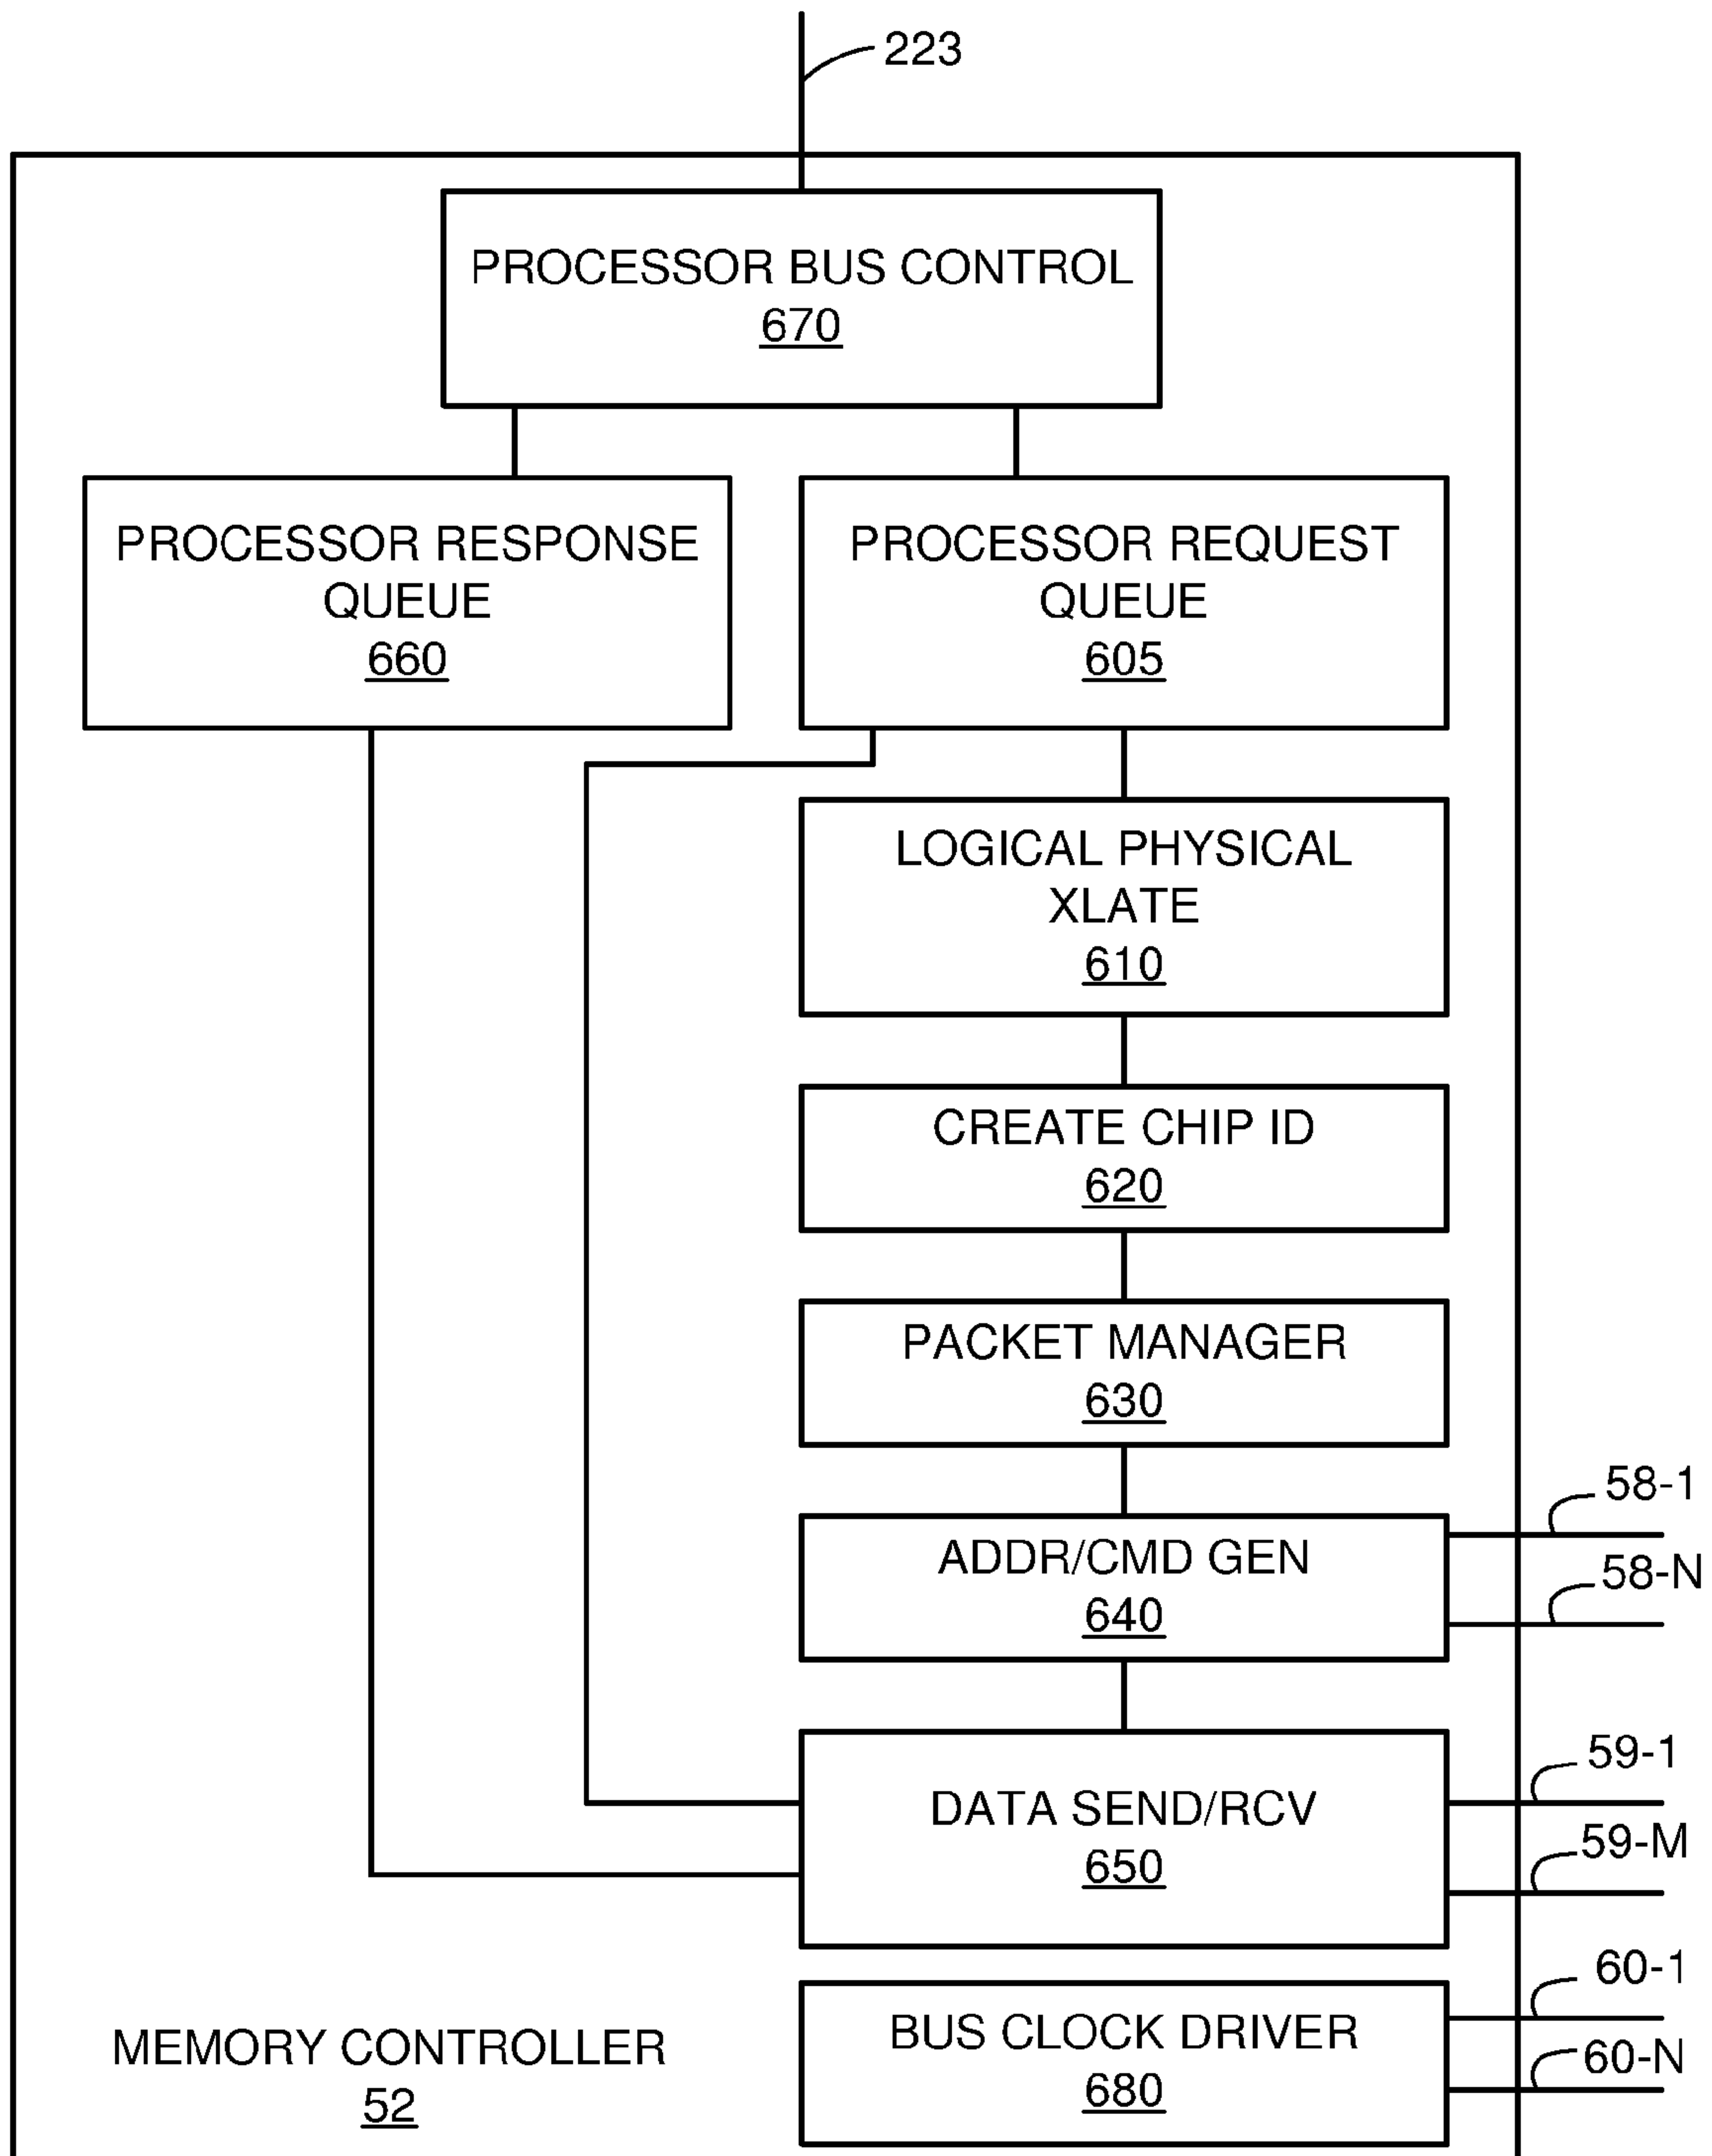 223
PROCESSOR BUS CONTROL
670
PROCESSOR RESPONSE
QUEUE
660
PROCESSOR REQUEST
QUEUE
605
LOGICAL PHYSICAL
XLATE
610
CREATE CHIP ID
620
PACKET MANAGER
630
ADDR/CMD GEN
640
58-1
58-N
DATA SEND/RCV
650
59-1
59-M
BUS CLOCK DRIVER
680
60-1
60-N
MEMORY CONTROLLER
52